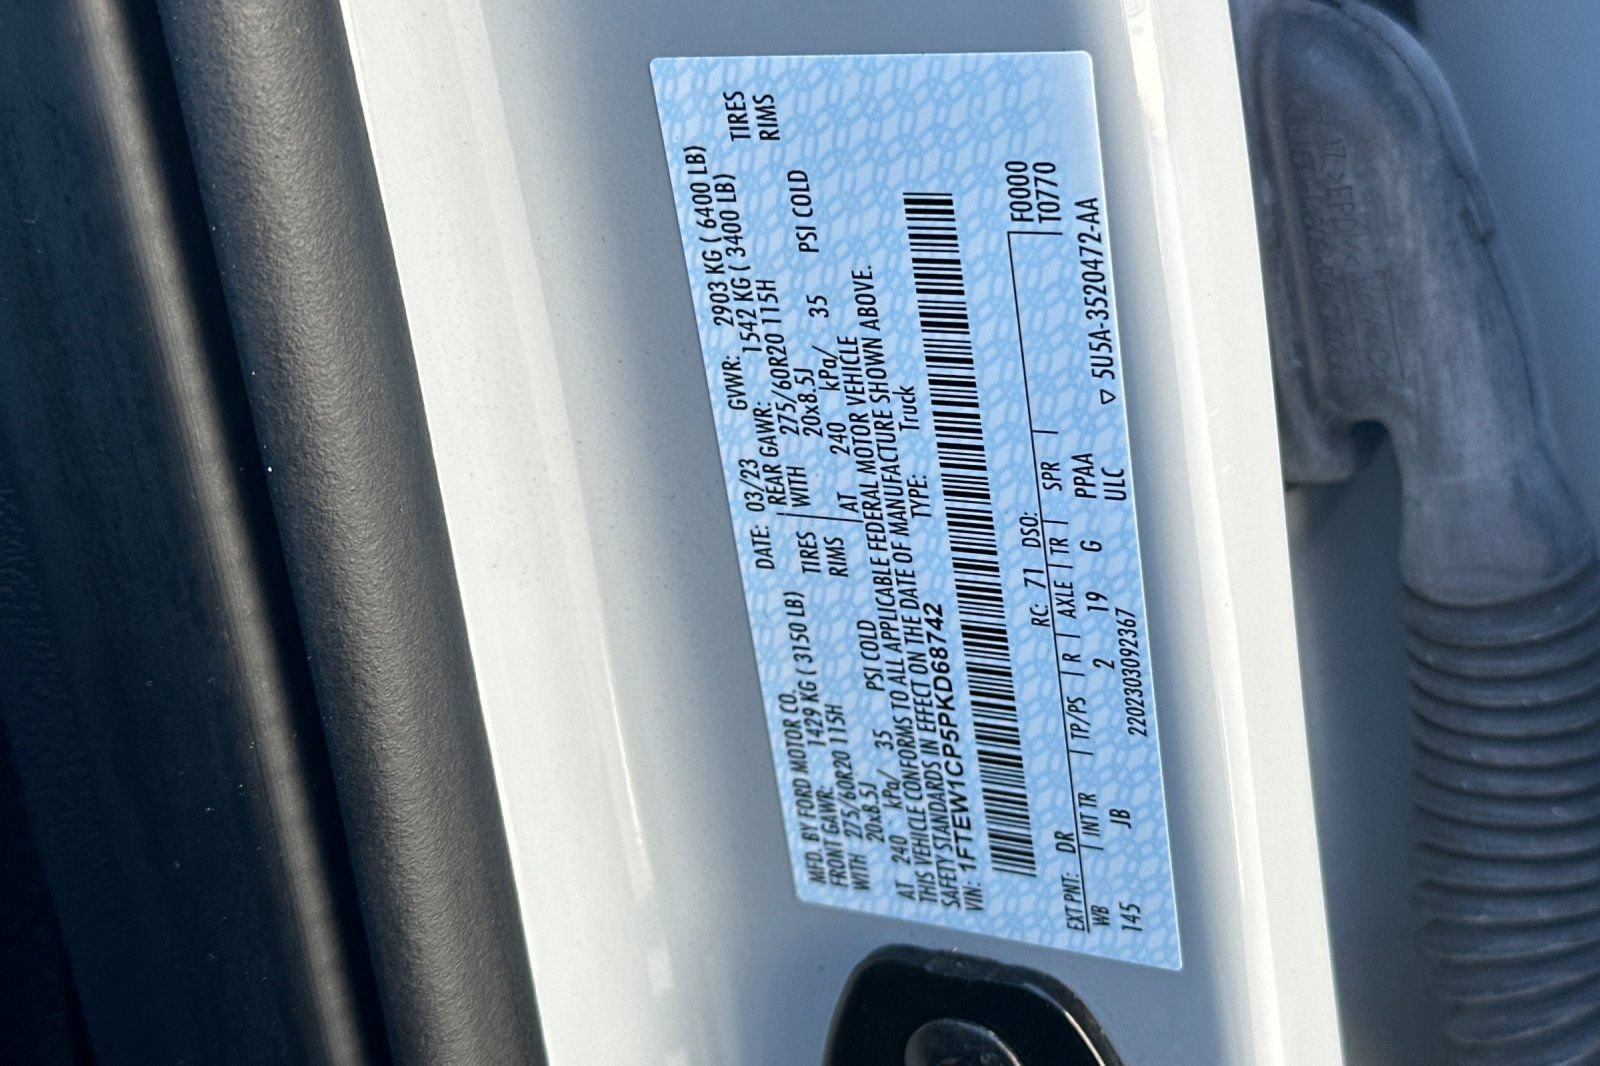 MFD. BY FORD MOTOR CO.
DATE: 03/23 GVWR: 2903 KG ( 6400 LB)
FRONT GAWR: 1429 KG ( 3150 LB) REAR GAWR: 1542 KG ( 3400 LB)
WITH 275/60R20 115H TIRES WITH 275/60R20 115H TIRES
20x8.5J RIMS 20x8.5J RIMS
AT 240 kPa/ 35 PSI COLD AT 240 kPa/ 35 PSI COLD
THIS VEHICLE CONFORMS TO ALL APPLICABLE FEDERAL MOTOR VEHICLE
SAFETY STANDARDS IN EFFECT ON THE DATE OF MANUFACTURE SHOWN ABOVE.
VIN: 1FTEW1CP5PKD68742 TYPE: Truck
F0000
T0770
EXT PNT: DR RC: 71 DSO:
WB INT TR TP/PS R AXLE TR SPR
145 JB 2 19 G PPAA
ULC
220230309​2367 ▽ 5U5A-3520472-AA